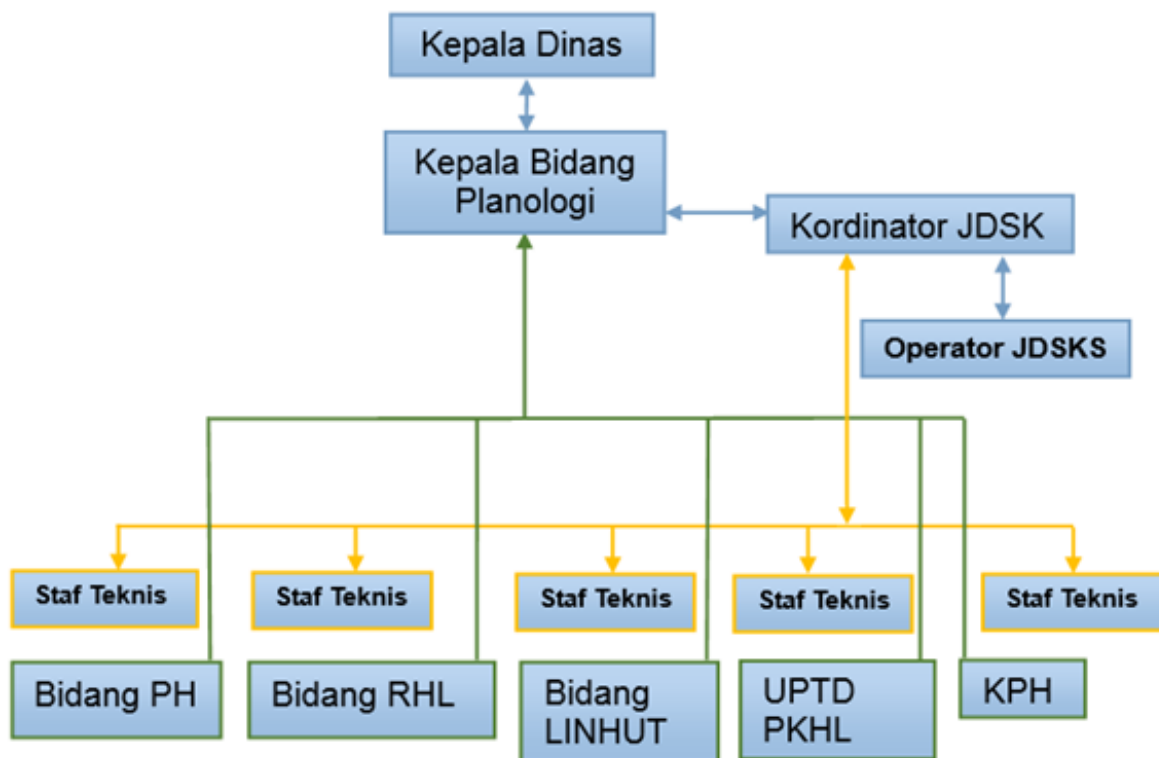 Kepala Dinas
Kepala Bidang
Planologi
Kordinator JDSK
Operator JDSKS
Staf Teknis
Staf Teknis
Staf Teknis
Staf Teknis
Staf Teknis
Bidang PH
Bidang RHL
Bidang
LINHUT
UPTD
PKHL
KPH